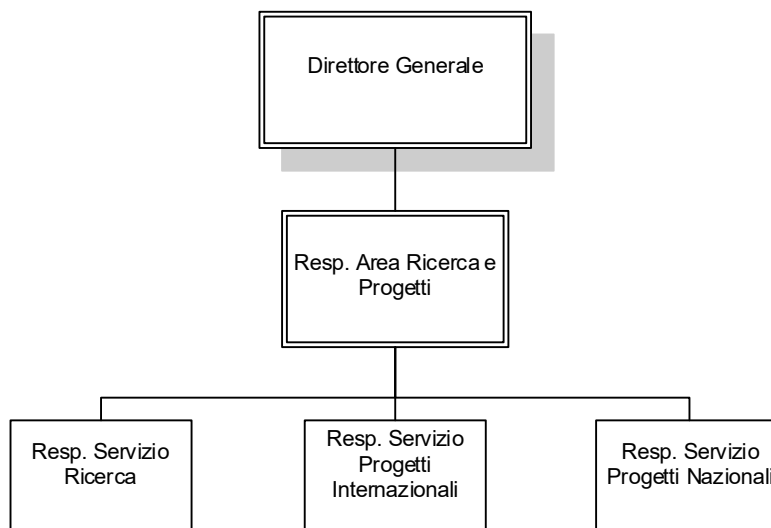 Direttore Generale
Resp. Area Ricerca e
Progetti
Resp. Servizio
Ricerca
Resp. Servizio
Progetti
Internazionali
Resp. Servizio
Progetti Nazionali